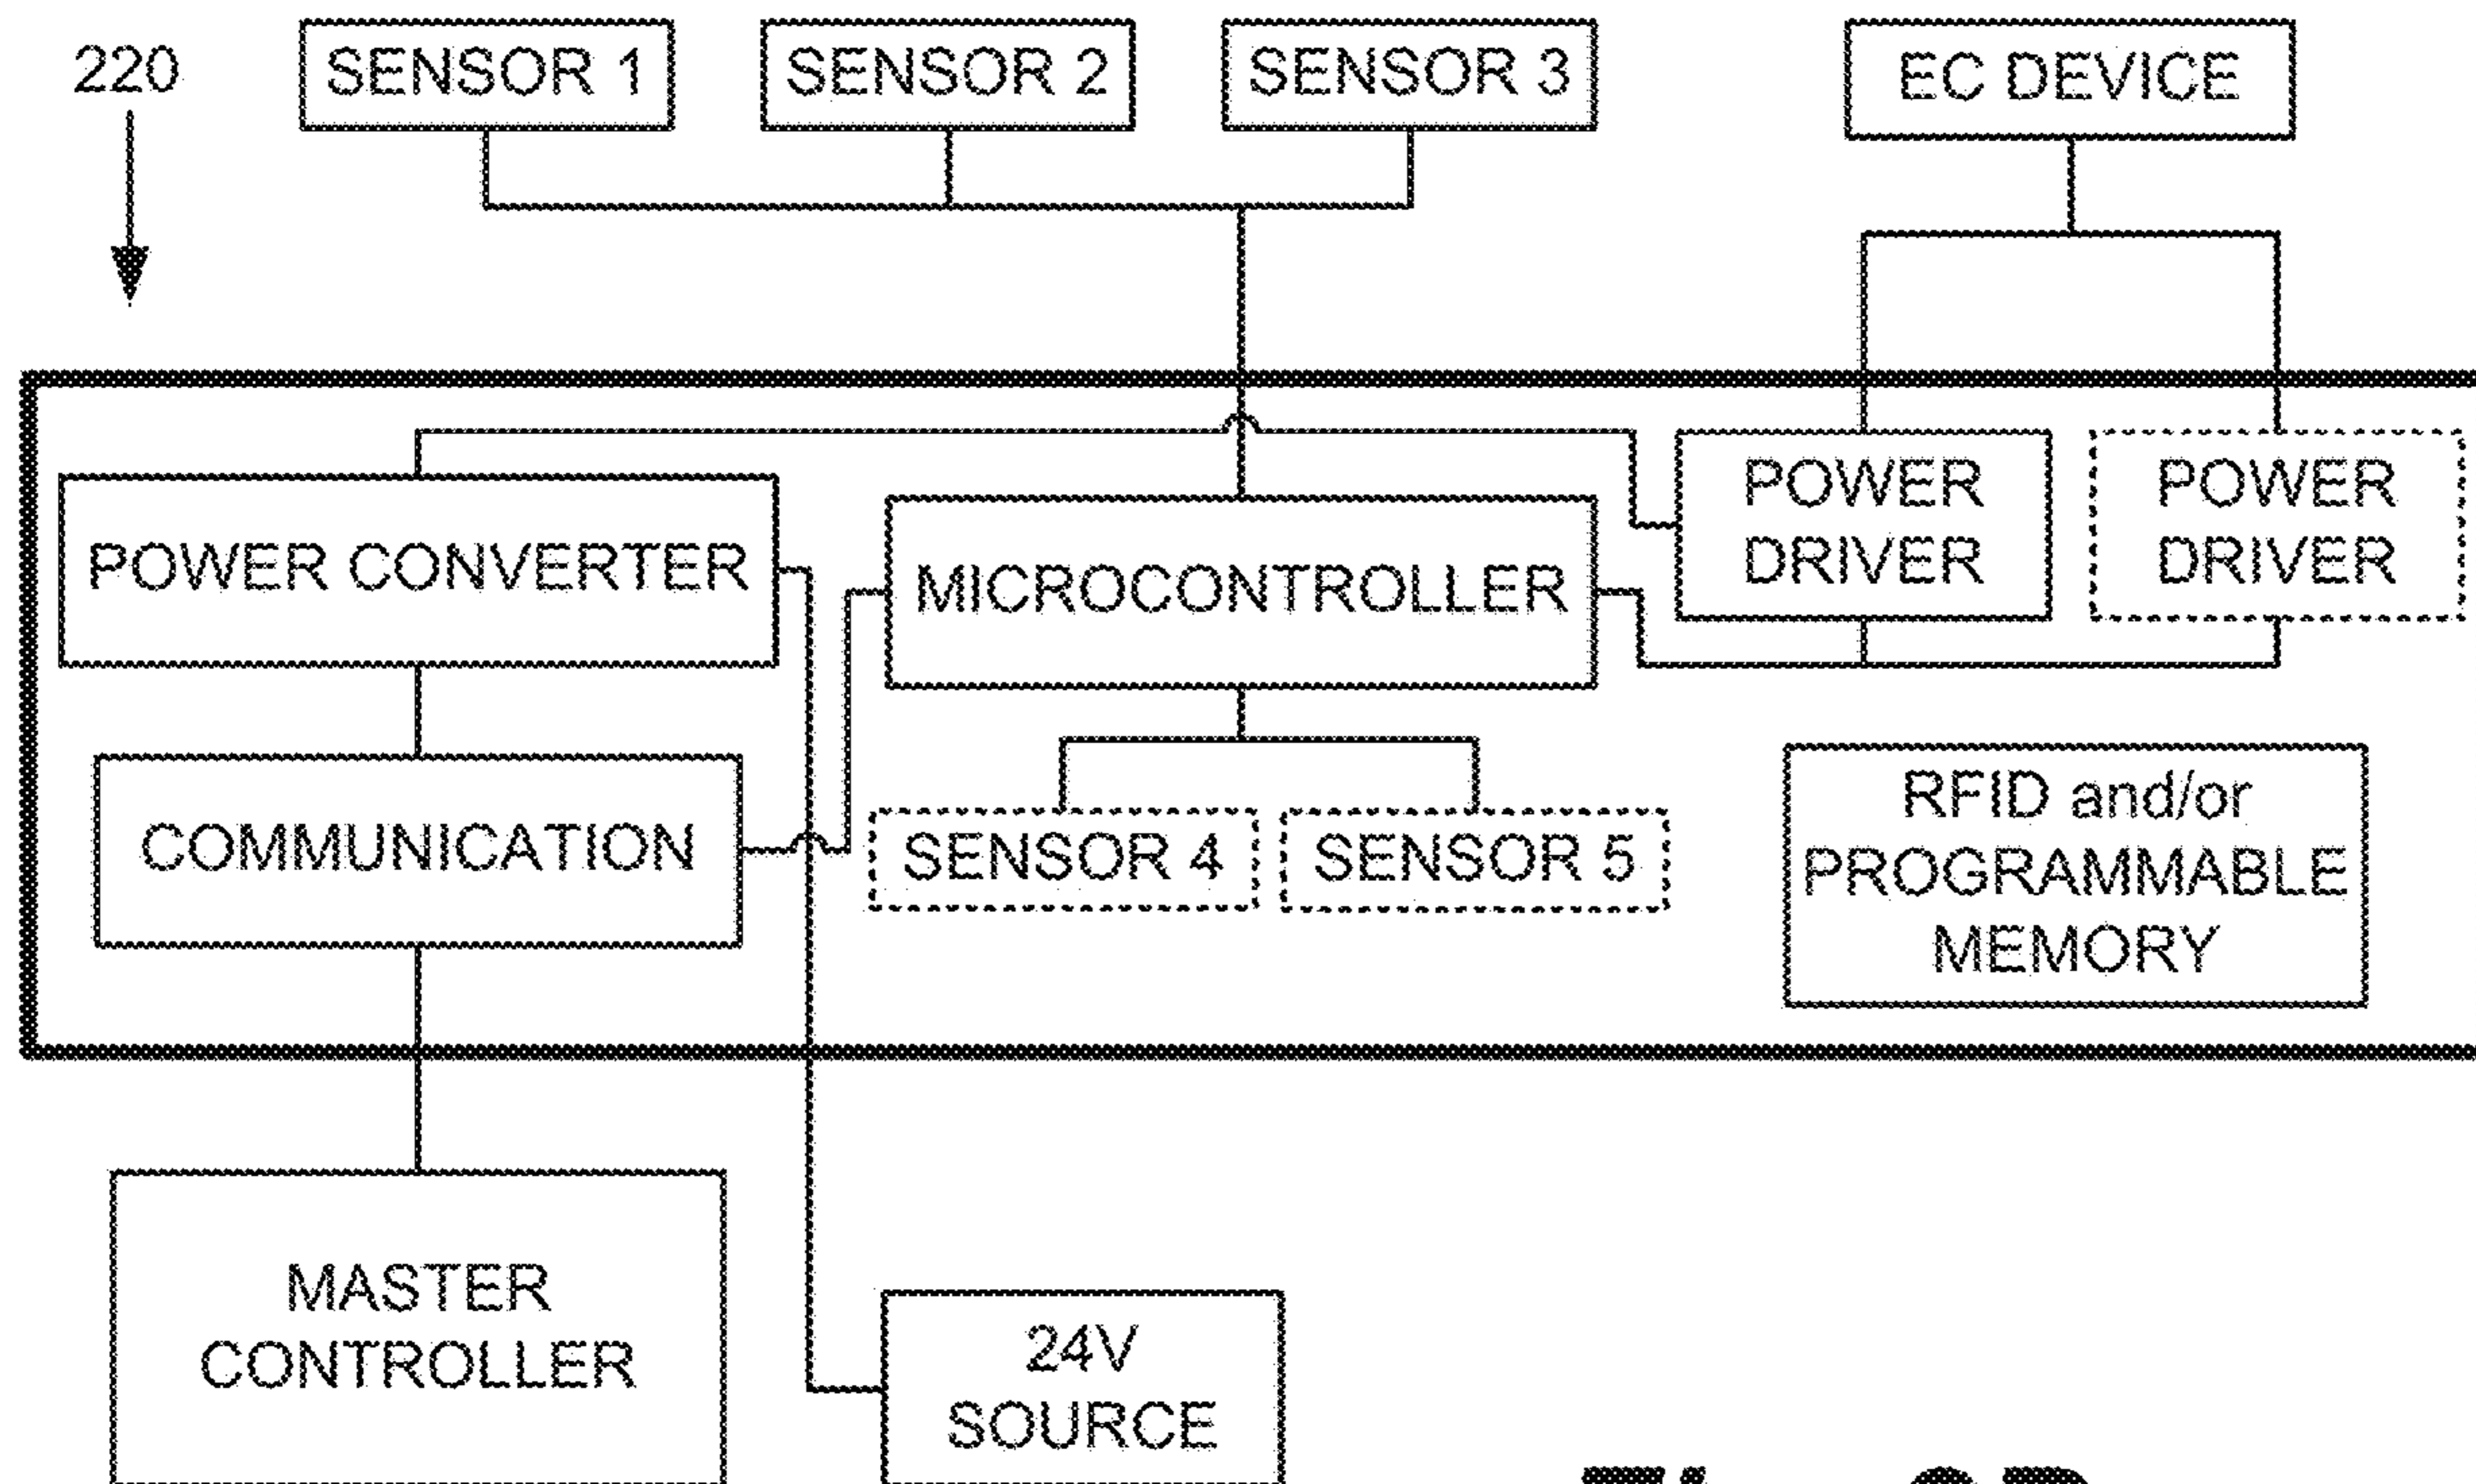 220
SENSOR 1
SENSOR 2
SENSOR 3
EC DEVICE
POWER CONVERTER
MICROCONTROLLER
POWER
DRIVER
POWER
DRIVER
COMMUNICATION
SENSOR 4
SENSOR 5
RFID and/or
PROGRAMMABLE
MEMORY
MASTER
CONTROLLER
24V
SOURCE